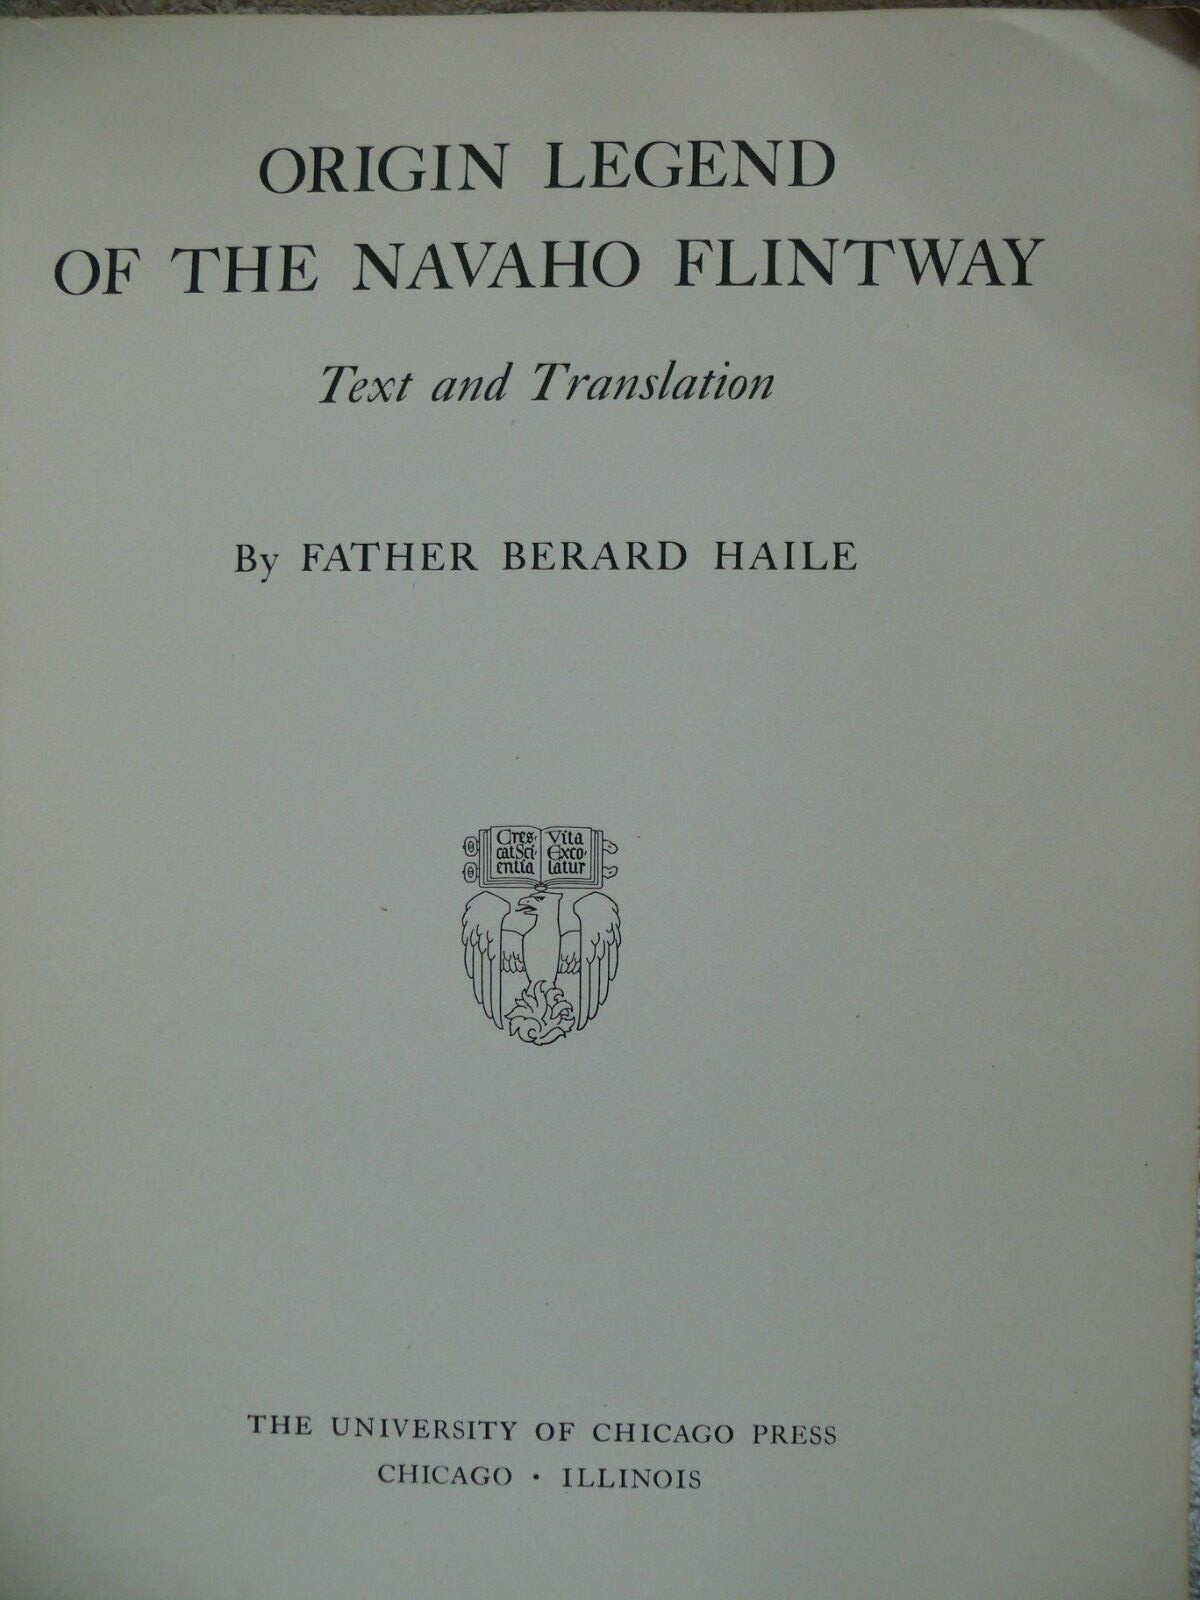 ORIGIN LEGEND
OF THE NAVAHO FLINTWAY
Text and Translation
By FATHER BERARD HAILE
Cres-
cat Sci-
entia
Vita
Exco-
latur
THE UNIVERSITY OF CHICAGO PRESS
CHICAGO · ILLINOIS